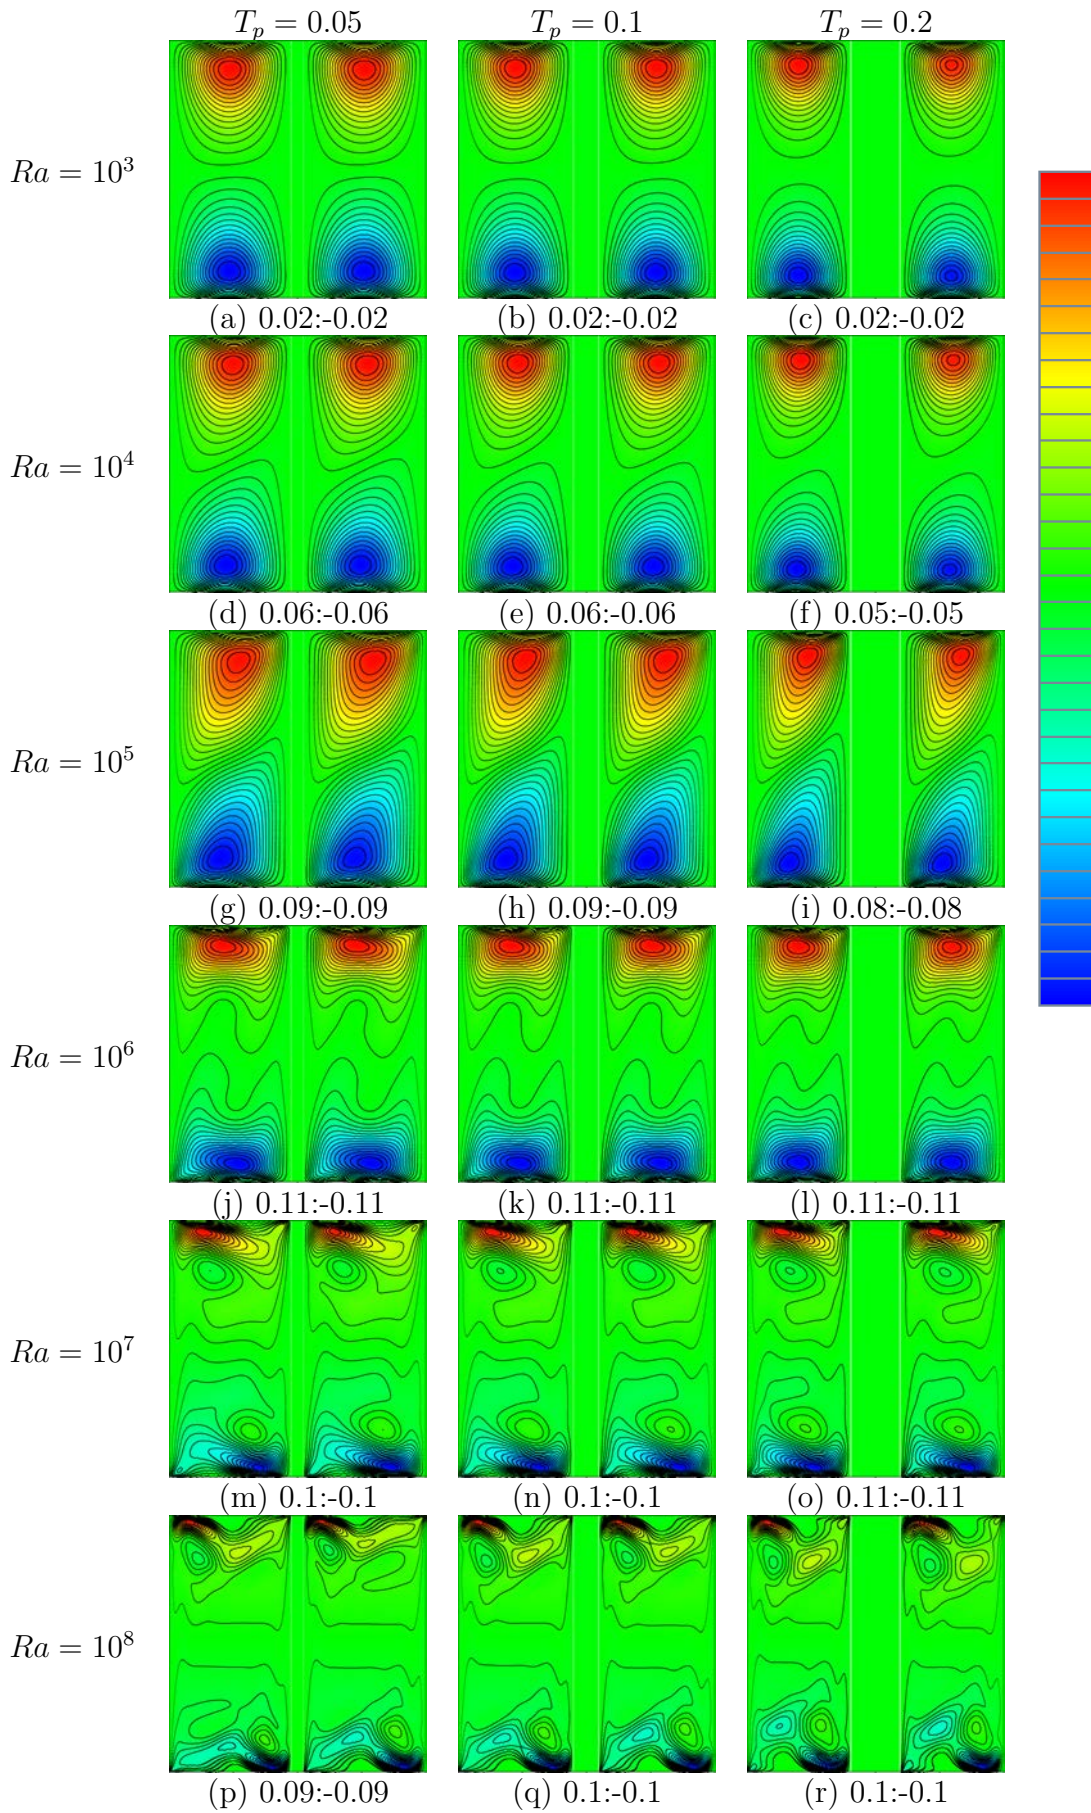 T_p = 0.05 T_p = 0.1 T_p = 0.2
Ra = 10^3
(a) 0.02:-0.02 (b) 0.02:-0.02 (c) 0.02:-0.02
Ra = 10^4
(d) 0.06:-0.06 (e) 0.06:-0.06 (f) 0.05:-0.05
Ra = 10^5
(g) 0.09:-0.09 (h) 0.09:-0.09 (i) 0.08:-0.08
Ra = 10^6
(j) 0.11:-0.11 (k) 0.11:-0.11 (l) 0.11:-0.11
Ra = 10^7
(m) 0.1:-0.1 (n) 0.1:-0.1 (o) 0.11:-0.11
Ra = 10^8
(p) 0.09:-0.09 (q) 0.1:-0.1 (r) 0.1:-0.1